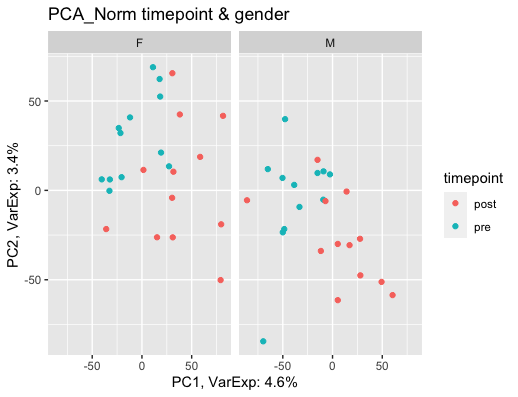 PCA_Norm timepoint & gender
F M
50
0
-50
PC2, VarExp: 3.4%
-50 0 50 -50 0 50
PC1, VarExp: 4.6%
timepoint
post
pre